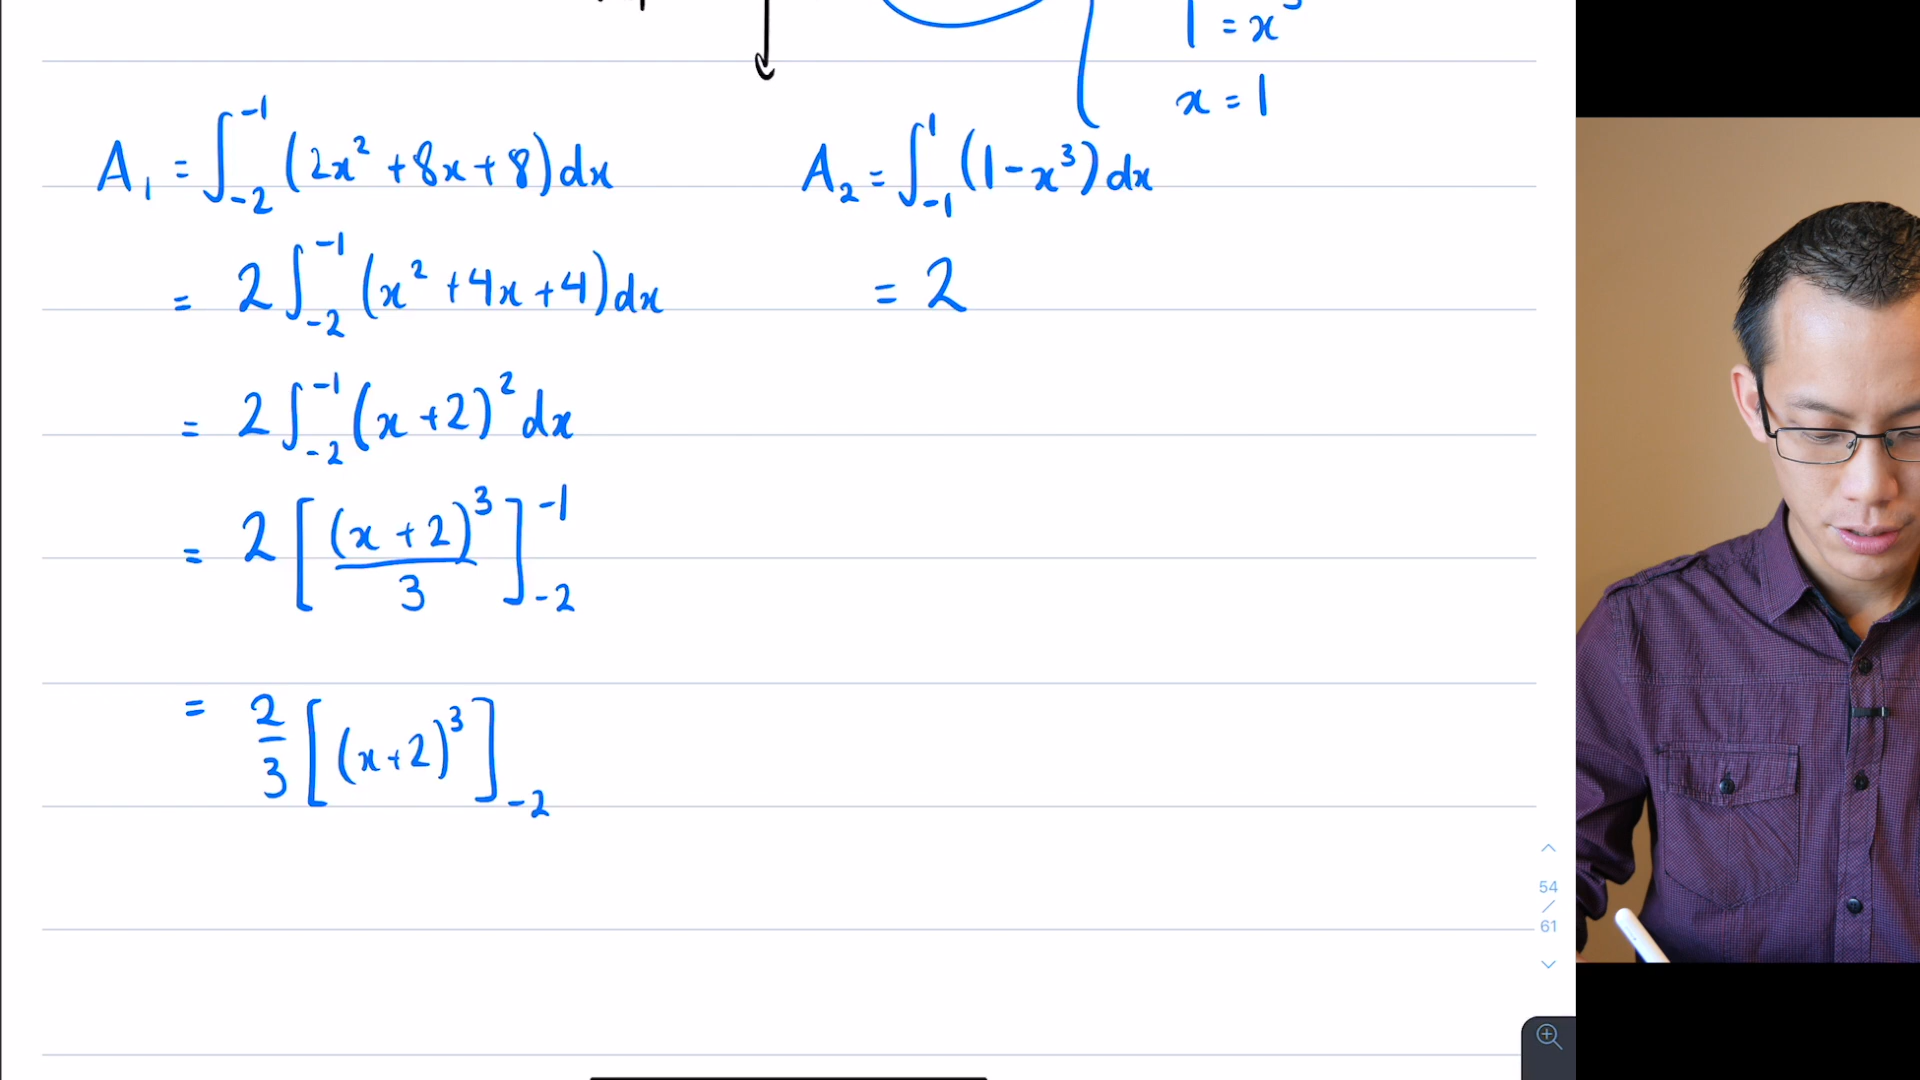 1 = x³
x = 1
A₁ = ∫₋₂⁻¹ (2x² + 8x + 8) dx
= 2 ∫₋₂⁻¹ (x² + 4x + 4) dx
= 2 ∫₋₂⁻¹ (x + 2)² dx
= 2 [(x + 2)³ / 3]₋₂⁻¹
= 2/3 [(x+2)³]₋₂
A₂ = ∫₋₁¹ (1 - x³) dx
= 2
54
/
61